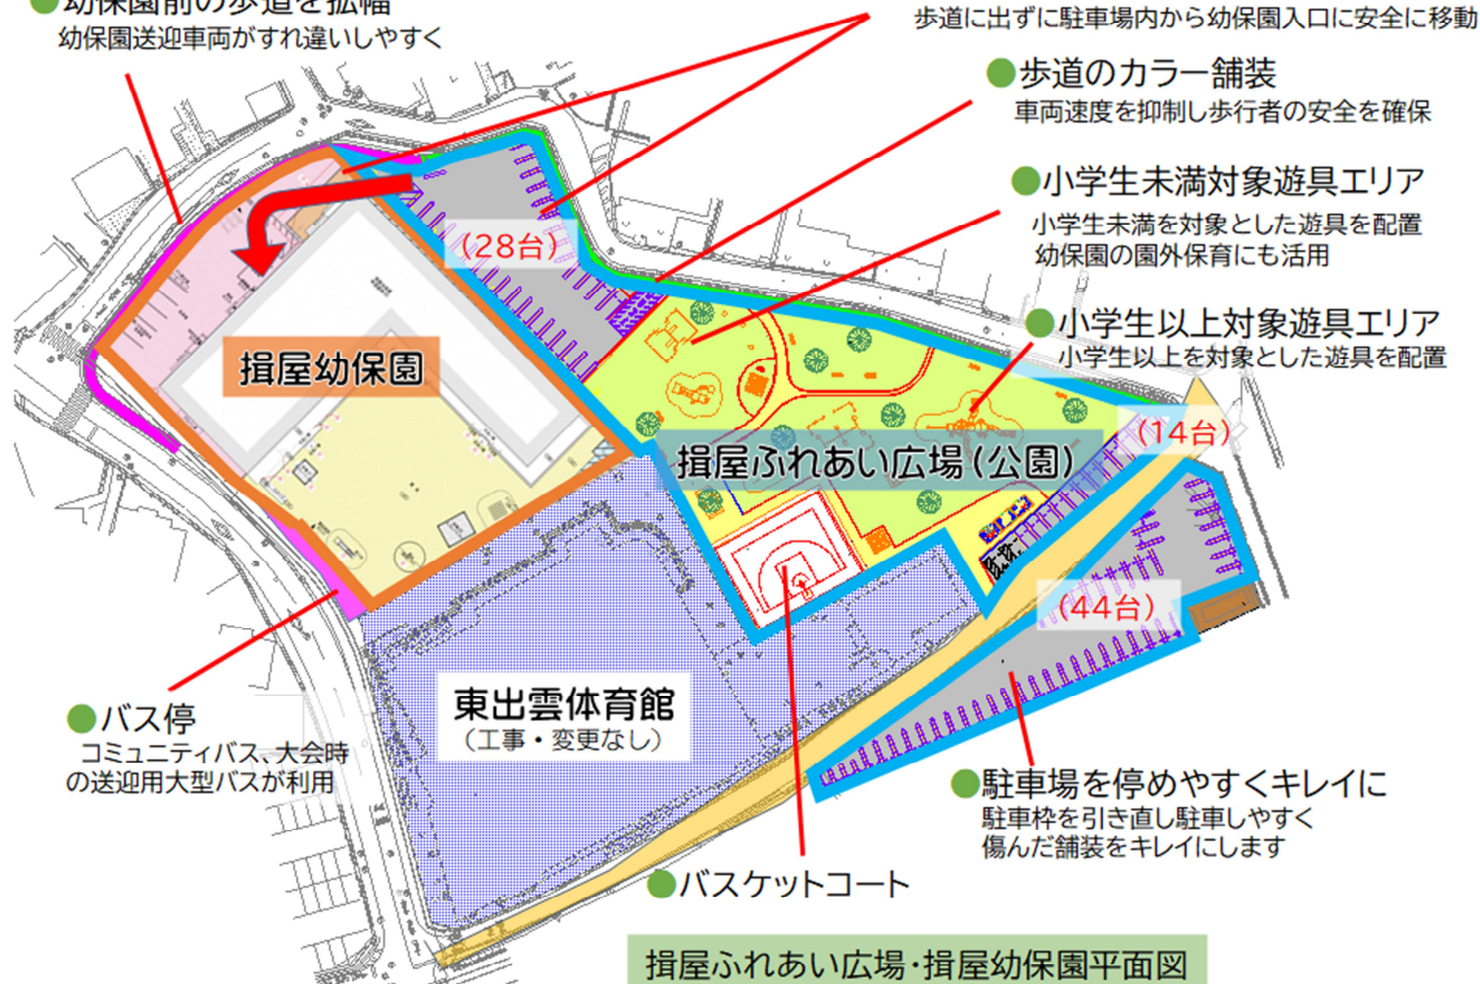 ●幼保園前の歩道を拡幅
幼保園送迎車両がすれ違いしやすく
歩道に出ずに駐車場内から幼保園入口に安全に移動
●歩道のカラー舗装
車両速度を抑制し歩行者の安全を確保
●小学生未満対象遊具エリア
小学生未満を対象とした遊具を配置
幼保園の園外保育にも活用
●小学生以上対象遊具エリア
小学生以上を対象とした遊具を配置
（28台）
揖屋幼保園
（14台）
揖屋ふれあい広場（公園）
（44台）
東出雲体育館
（工事・変更なし）
●バス停
コミュニティバス、大会時
の送迎用大型バスが利用
●駐車場を停めやすくキレイに
駐車枠を引き直し駐車しやすく
傷んだ舗装をキレイにします
●バスケットコート
揖屋ふれあい広場・揖屋幼保園平面図